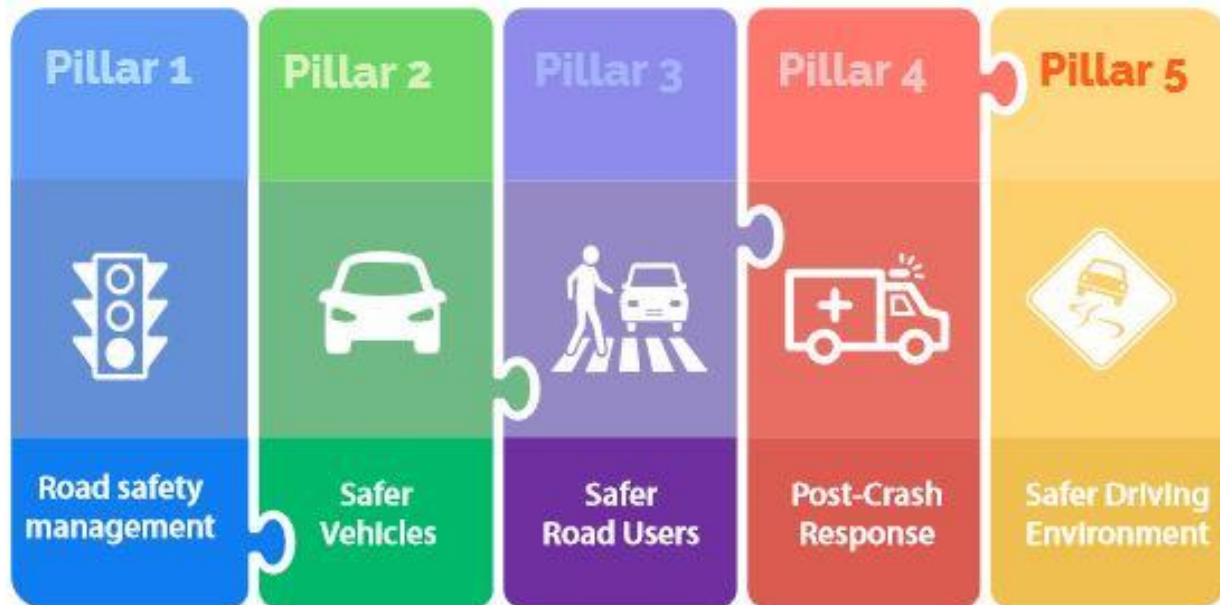 Pillar 1
Road safety
management
Pillar 2
Safer
Vehicles
Pillar 3
Safer
Road Users
Pillar 4
Post-Crash
Response
Pillar 5
Safer Driving
Environment